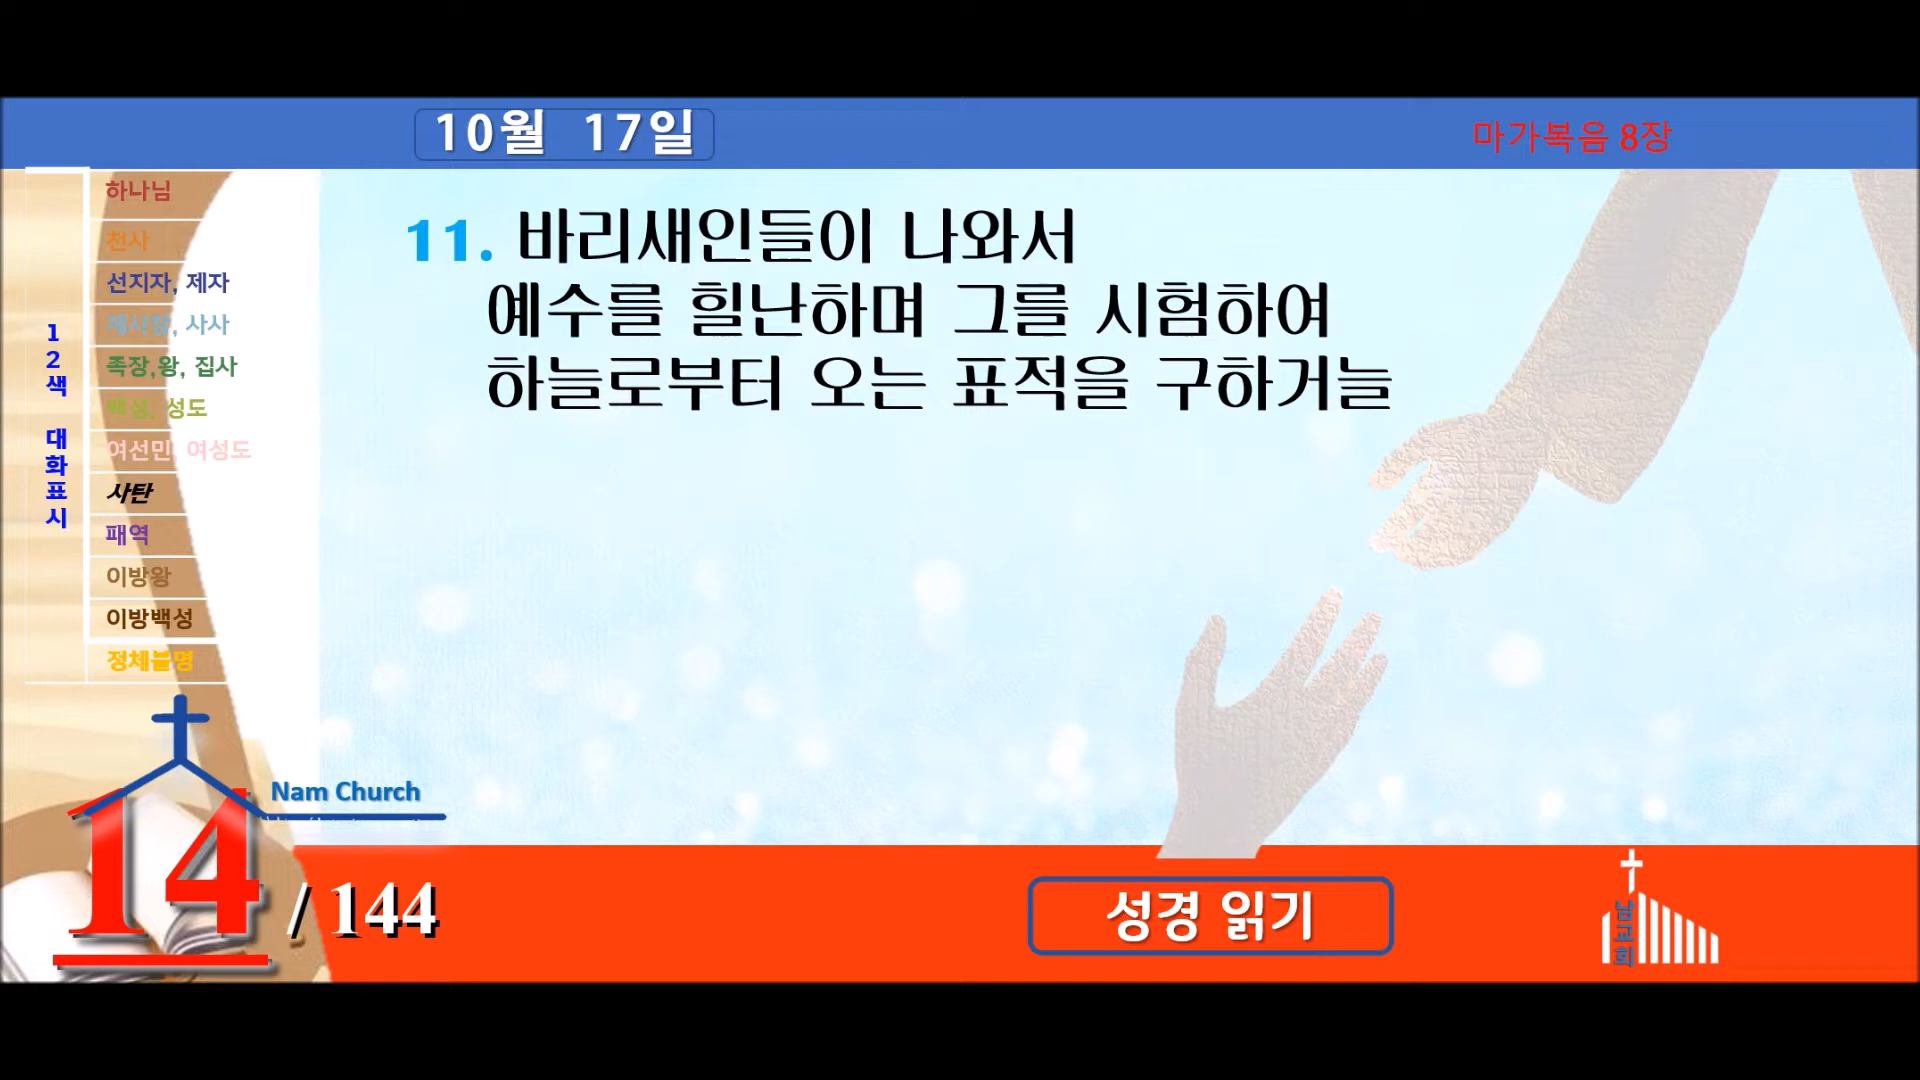 10월 17일
마가복음 8장
12색 대화표시
하나님
천사
선지자, 제자
제사장, 사사
족장,왕, 집사
백성, 성도
여선민, 여성도
사탄
패역
이방왕
이방백성
정체불명
11. 바리새인들이 나와서
예수를 힐난하며 그를 시험하여
하늘로부터 오는 표적을 구하거늘
Nam Church
14 / 144
성경 읽기
남교회